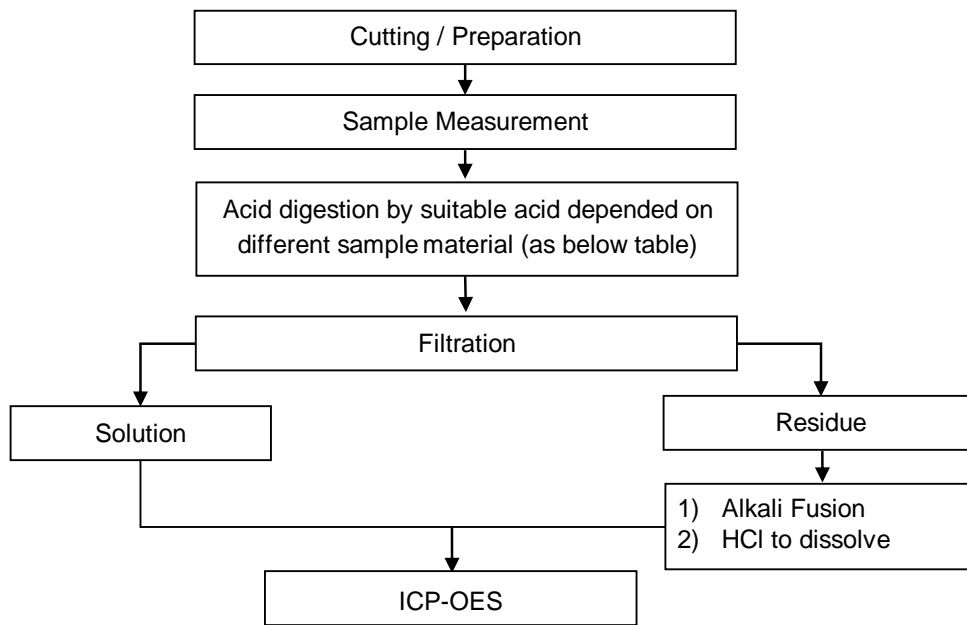 Cutting / Preparation
Sample Measurement
Acid digestion by suitable acid depended on
different sample material (as below table)
Filtration
Solution
Residue
1) Alkali Fusion
2) HCl to dissolve
ICP-OES